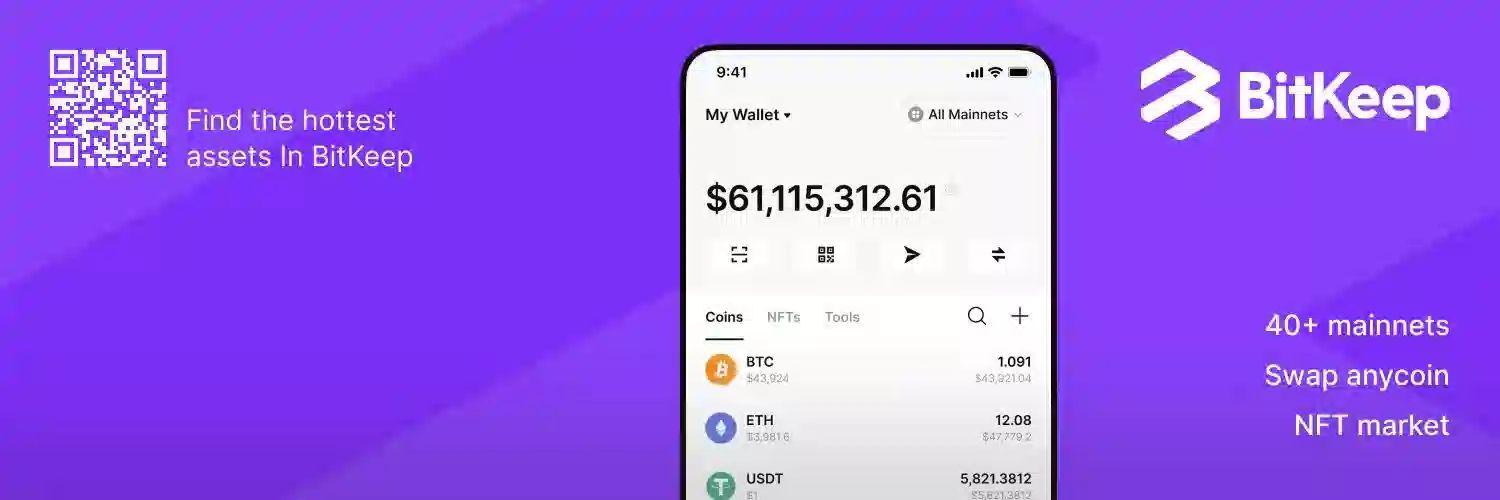 Find the hottest
assets In BitKeep
9:41
My Wallet
All Mainnets
$61,115,312.61
Coins NFTs Tools
BTC 1.091
$43,924 $43,921.04
ETH 12.08
$3,981.6 $47,779.2
USDT 5,821.3812
$1 $5,821.3812
BitKeep
40+ mainnets
Swap anycoin
NFT market